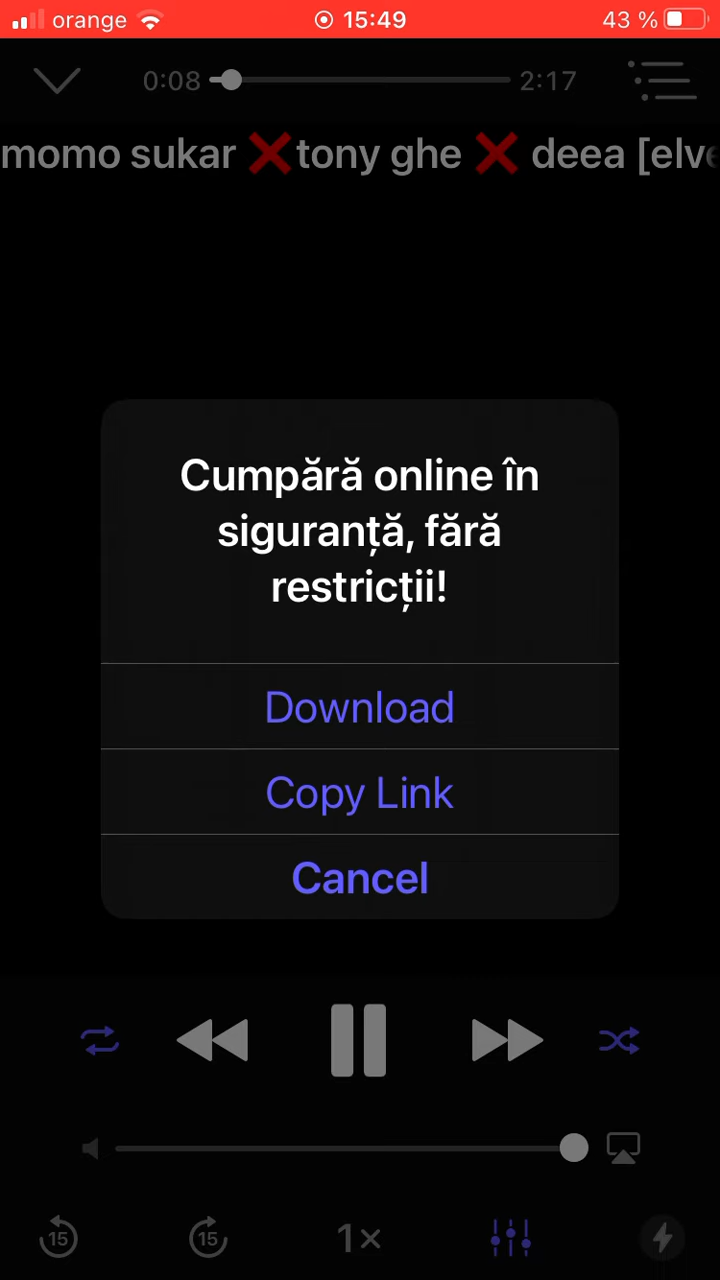 orange 15:49 43 %
0:08 2:17
momo sukar ❌tony ghe ❌ deea [elve
Cumpără online în
siguranță, fără
restricții!
Download
Copy Link
Cancel
15 15 1×